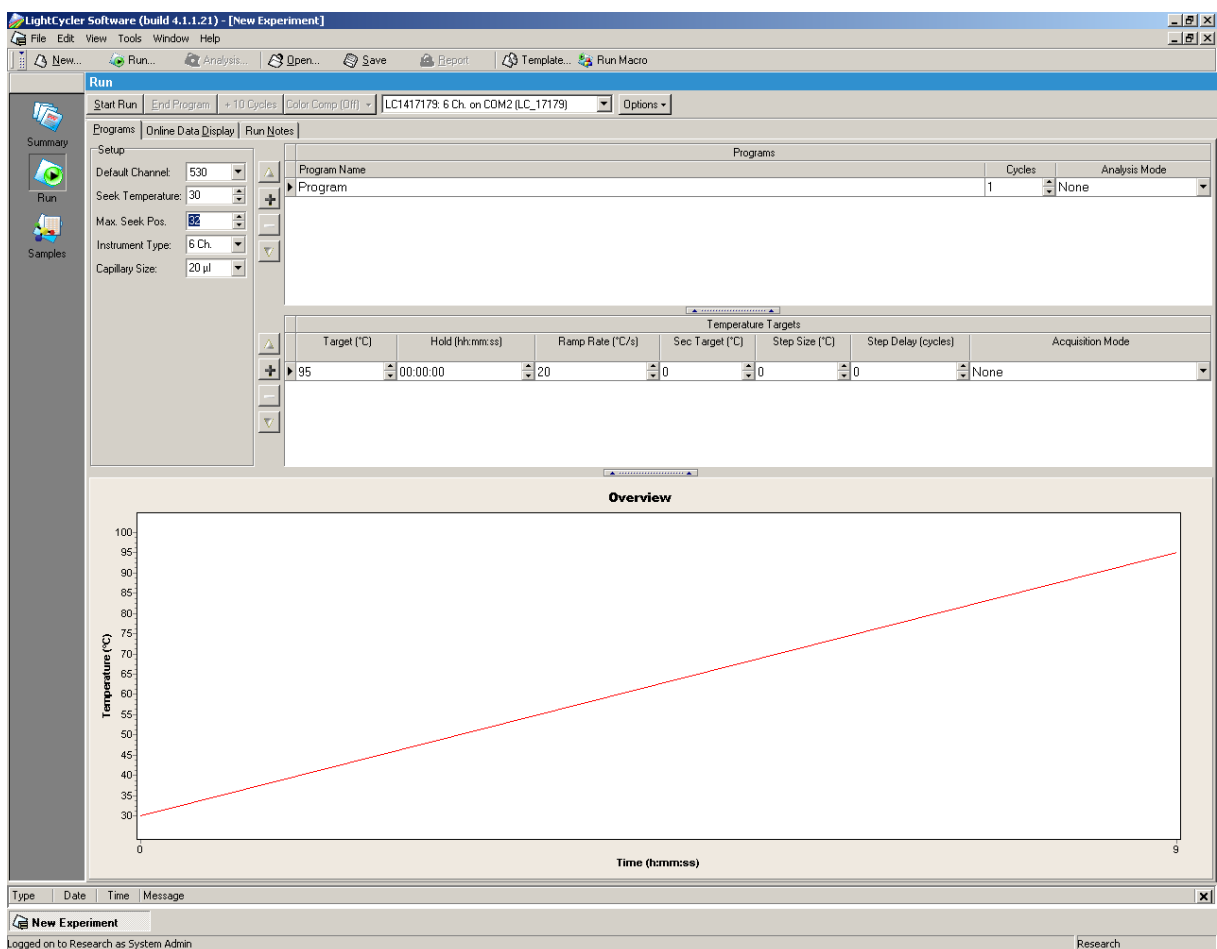 LightCycler Software (build 4.1.1.21) - [New Experiment]
File Edit View Tools Window Help
New... Run... Analysis... Open... Save Report Template... Run Macro
Run
Start Run End Program + 10 Cycles Color Comp (Off) LC1417179: 6 Ch. on COM2 (LC_17179) Options
Programs Online Data Display Run Notes
Summary
Run
Samples
Setup
Default Channel: 530
Seek Temperature: 30
Max. Seek Pos. 32
Instrument Type: 6 Ch.
Capillary Size: 20 µl
Programs
Program Name Cycles Analysis Mode
Program 1 None
Temperature Targets
Target (°C) Hold (hh:mm:ss) Ramp Rate (°C/s) Sec Target (°C) Step Size (°C) Step Delay (cycles) Acquisition Mode
95 00:00:00 20 0 0 0 None
Overview
100
95
90
85
80
75
70
65
60
55
50
45
40
35
30
Temperature (°C)
0 9
Time (h:mm:ss)
Type Date Time Message
New Experiment
Logged on to Research as System Admin Research